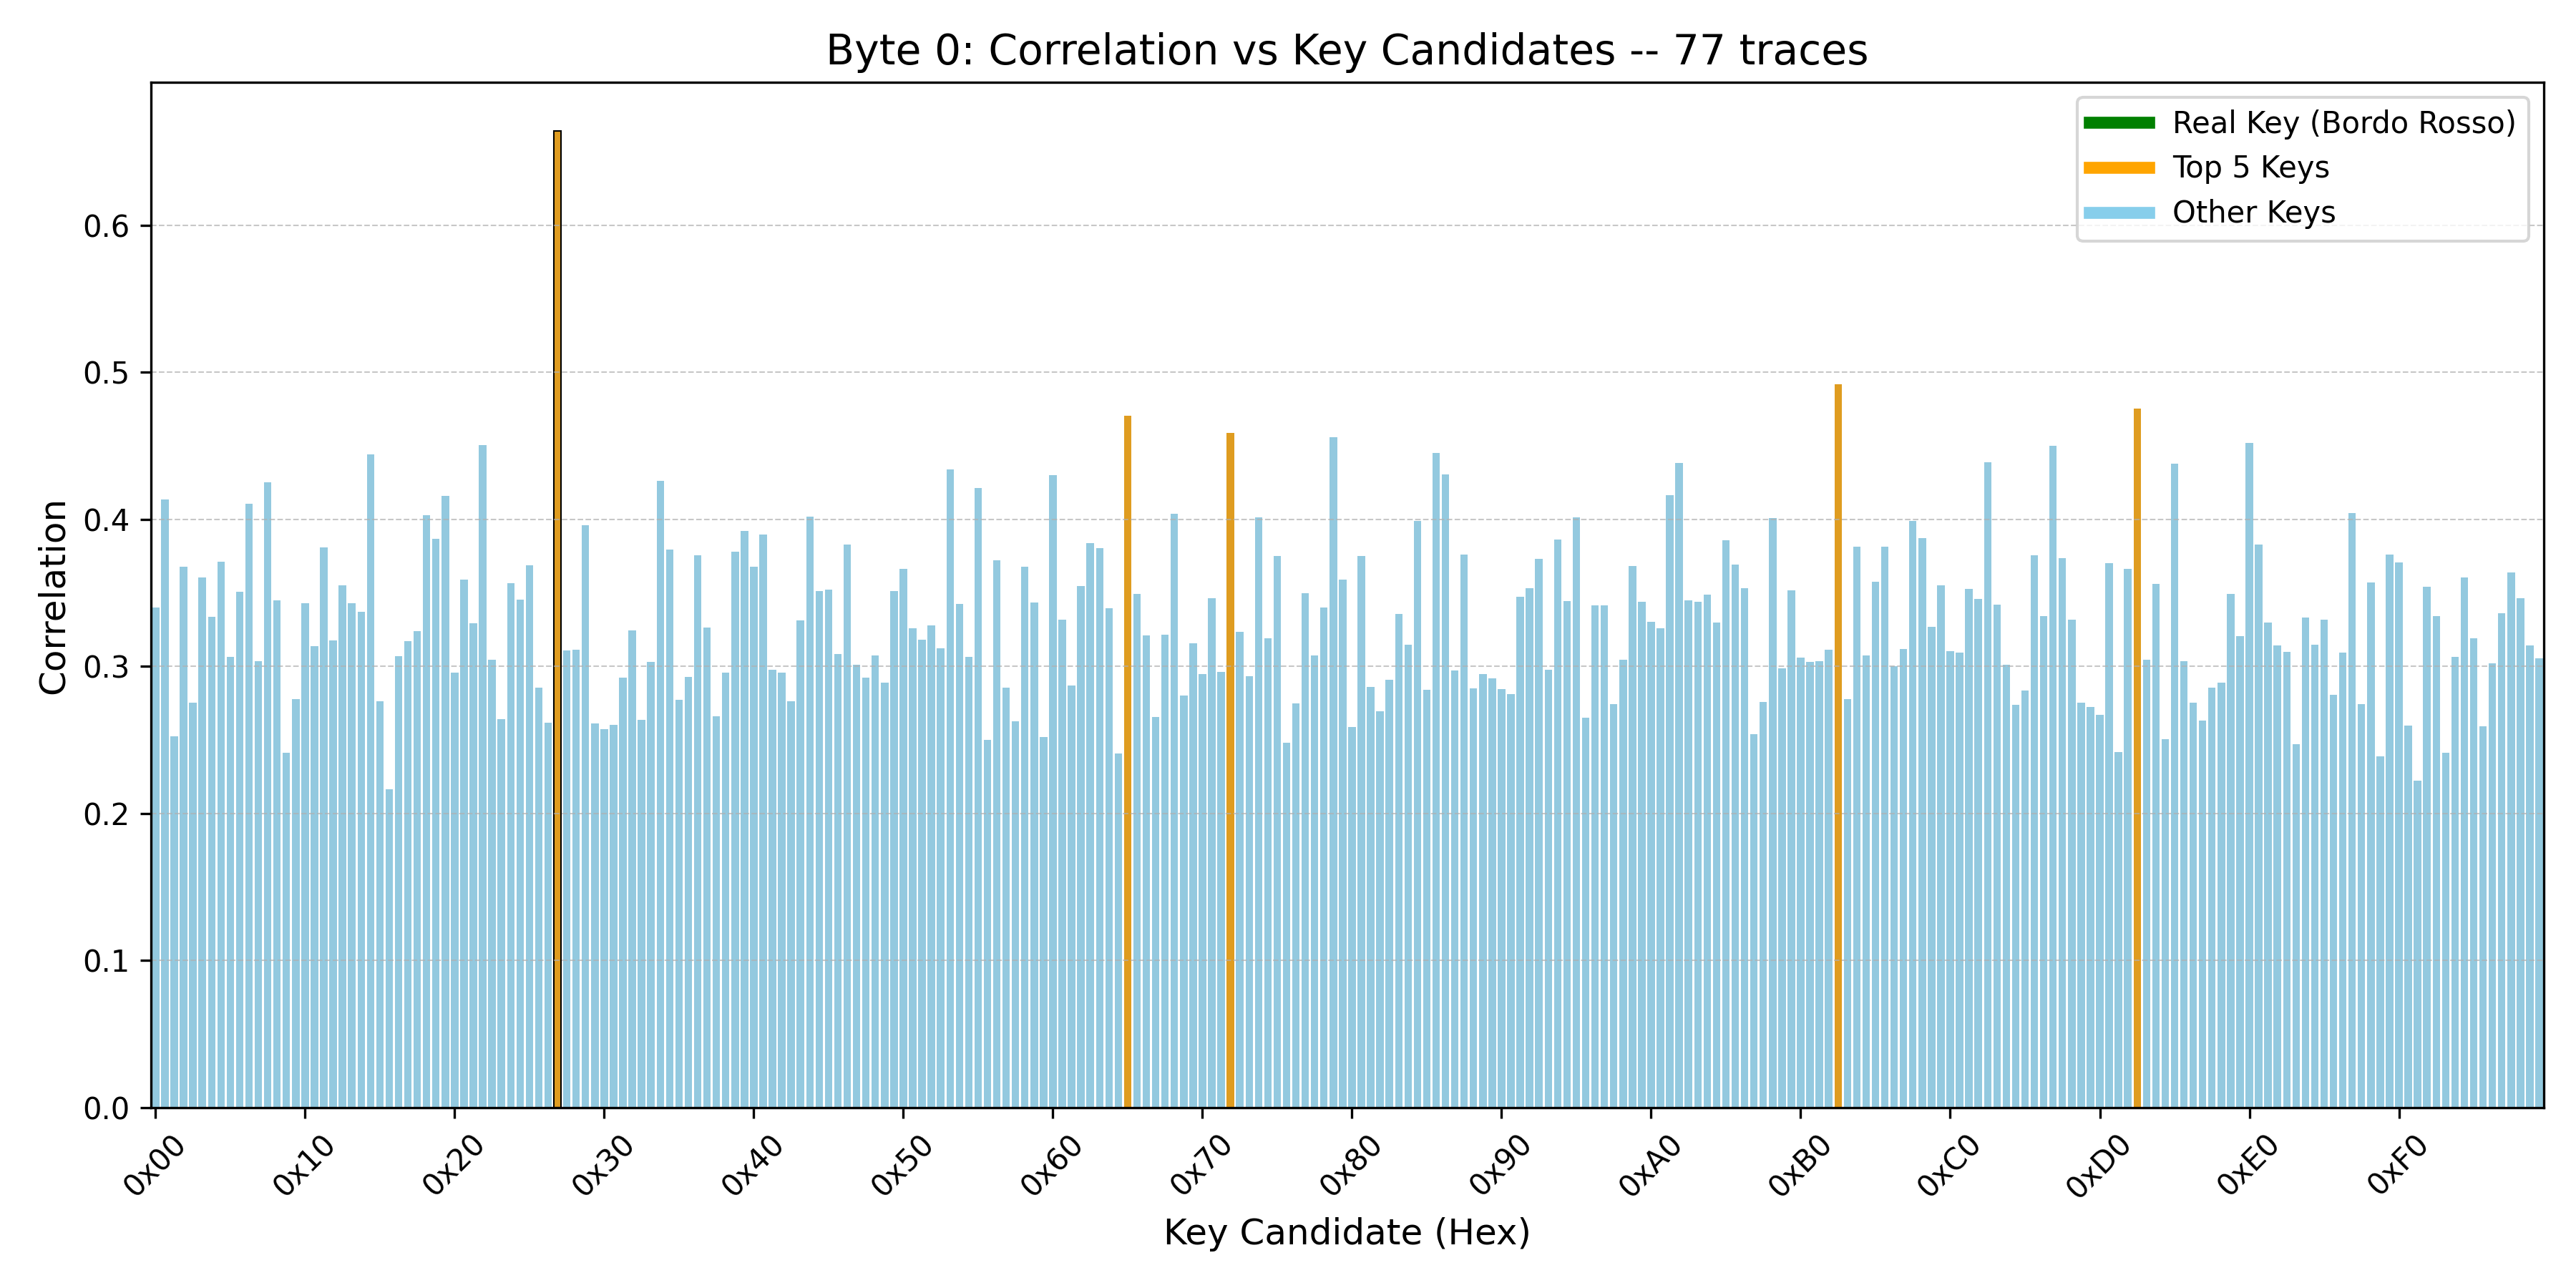 Byte 0: Correlation vs Key Candidates -- 77 traces
Real Key (Bordo Rosso)
Top 5 Keys
Other Keys
Correlation
0.6
0.5
0.4
0.3
0.2
0.1
0.0
0x00 0x10 0x20 0x30 0x40 0x50 0x60 0x70 0x80 0x90 0xA0 0xB0 0xC0 0xD0 0xE0 0xF0
Key Candidate (Hex)